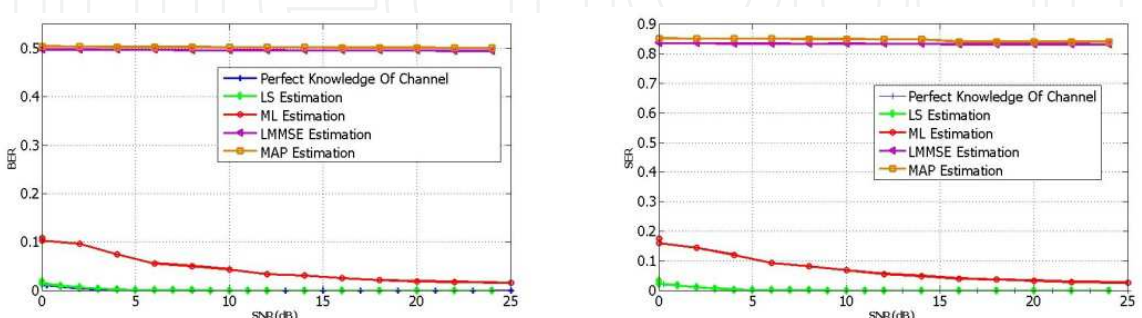 0.5
0.4
0.3
0.2
0.1
0
BER
Perfect Knowledge Of Channel
LS Estimation
ML Estimation
LMMSE Estimation
MAP Estimation
0 5 10 15 20 25
SNR(dB)
0.9
0.8
0.7
0.6
0.5
0.4
0.3
0.2
0.1
0
SER
Perfect Knowledge Of Channel
LS Estimation
ML Estimation
LMMSE Estimation
MAP Estimation
0 5 10 15 20 25
SNR(dB)